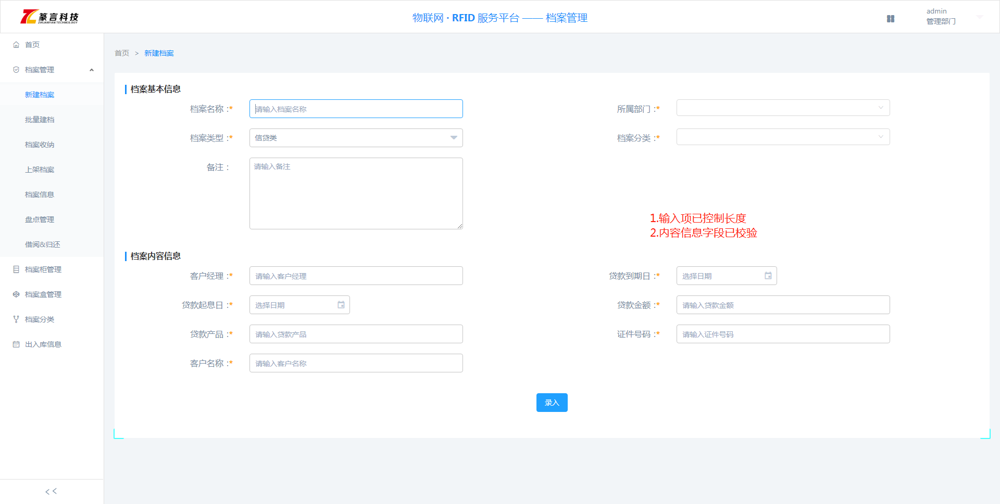 篆言科技
ZHUANYAN TECHNOLOGY
物联网 · RFID 服务平台 —— 档案管理
admin
管理部门
首页
档案管理
新建档案
批量建档
档案收纳
上架档案
档案信息
盘点管理
借阅&归还
档案柜管理
档案盒管理
档案分类
出入库信息
<<
首页 > 新建档案
档案基本信息
档案名称 :* 请输入档案名称
所属部门 :*
档案类型 :* 信贷类
档案分类 :*
备注 : 请输入备注
1.输入项已控制长度
2.内容信息字段已校验
档案内容信息
客户经理 :* 请输入客户经理
贷款到期日 :* 选择日期
贷款起息日 :* 选择日期
贷款金额 :* 请输入贷款金额
贷款产品 :* 请输入贷款产品
证件号码 :* 请输入证件号码
客户名称 :* 请输入客户名称
录入